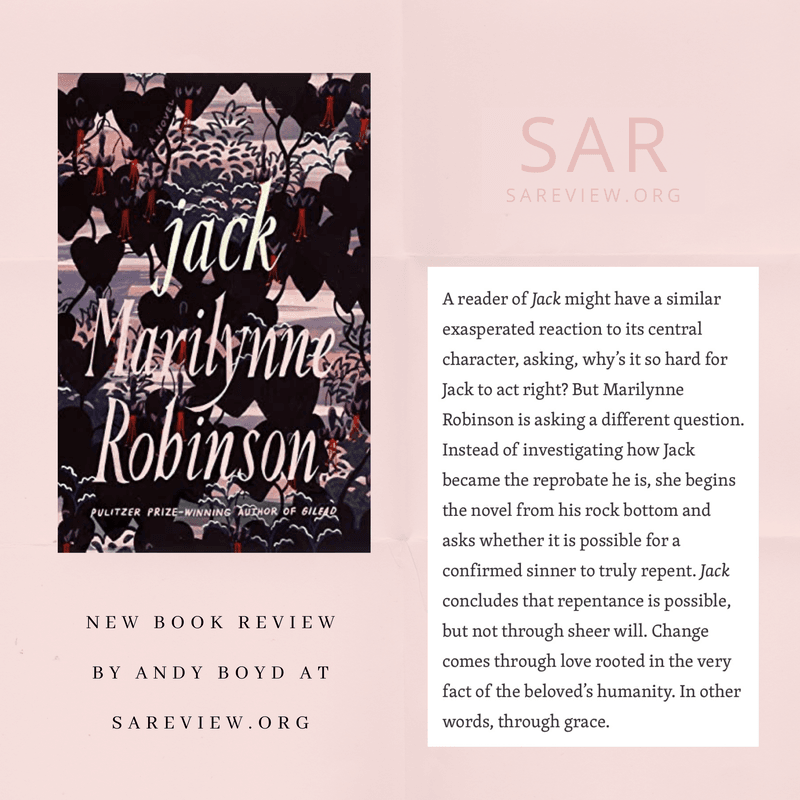 NOVEL
jack
Marilynne
Robinson
PULITZER PRIZE-WINNING AUTHOR OF GILEAD
SAR
SAREVIEW.ORG
A reader of Jack might have a similar
exasperated reaction to its central
character, asking, why’s it so hard for
Jack to act right? But Marilynne
Robinson is asking a different question.
Instead of investigating how Jack
became the reprobate he is, she begins
the novel from his rock bottom and
asks whether it is possible for a
confirmed sinner to truly repent. Jack
concludes that repentance is possible,
but not through sheer will. Change
comes through love rooted in the very
fact of the beloved’s humanity. In other
words, through grace.
NEW BOOK REVIEW
BY ANDY BOYD AT
SAREVIEW.ORG